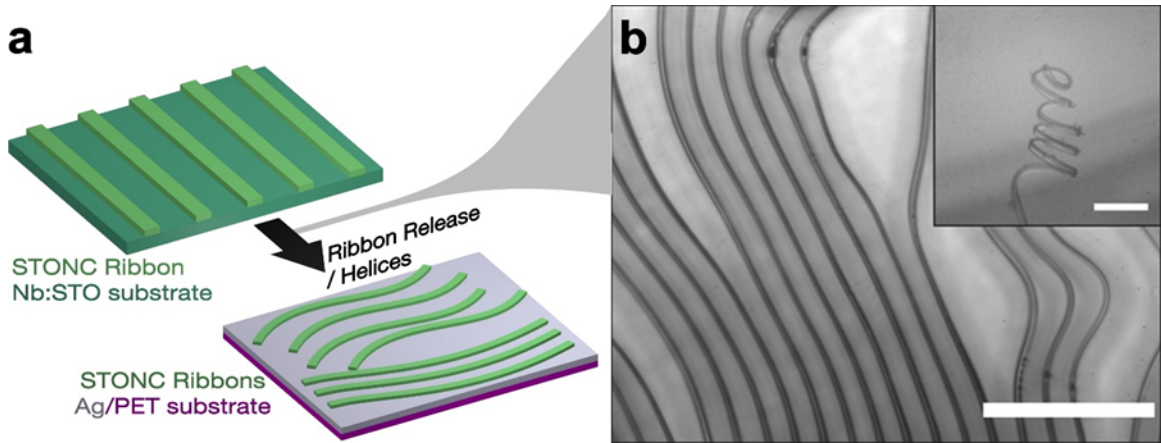 a
STONC Ribbon
Nb:STO substrate
Ribbon Release
/ Helices
STONC Ribbons
Ag/PET substrate
b